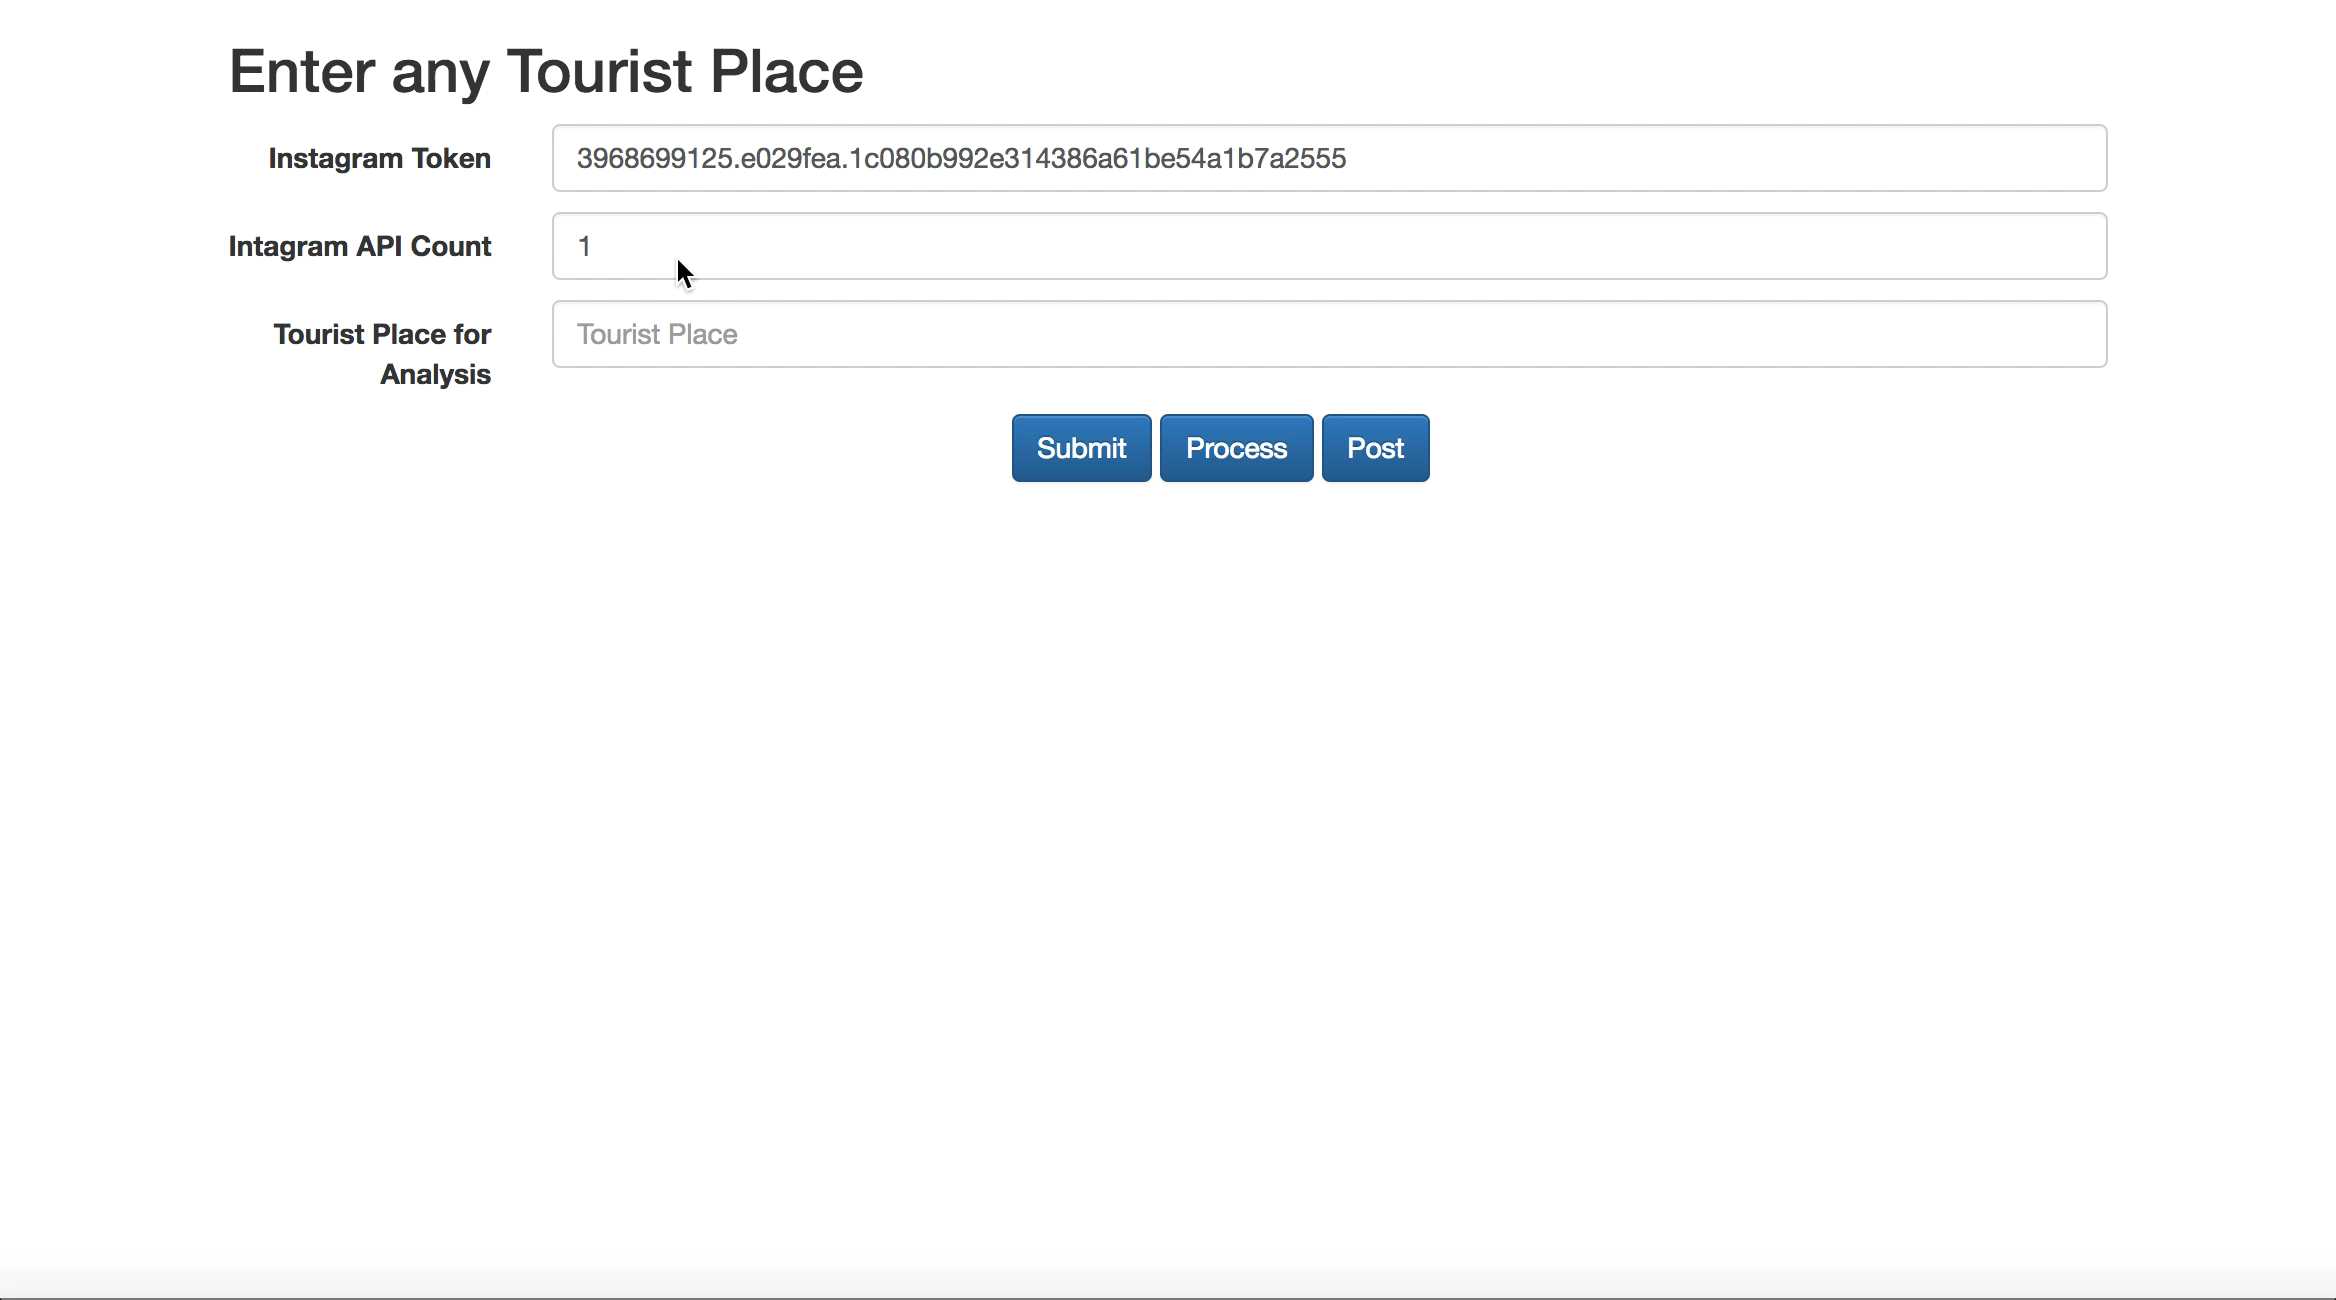 Enter any Tourist Place
Instagram Token
3968699125.e029fea.1c080b992e314386a61be54a1b7a2555
Intagram API Count
1
Tourist Place for
Analysis
Tourist Place
Submit Process Post